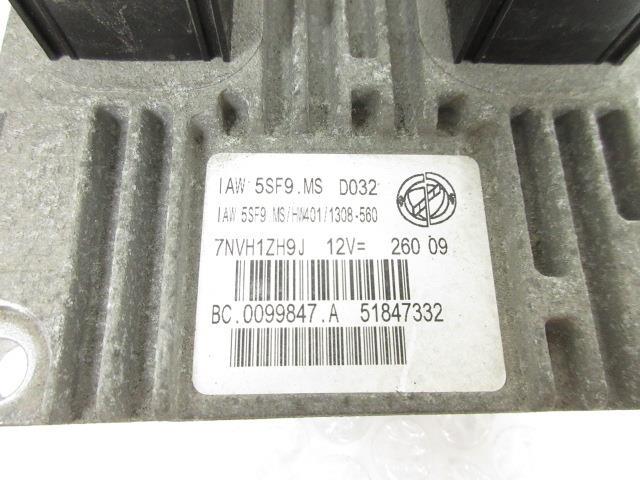 IAW 5SF9.MS D032
IAW 5SF9.MS/HW401/1308-560
7NVH1ZH9J 12V= 260 09
BC.0099847.A 51847332